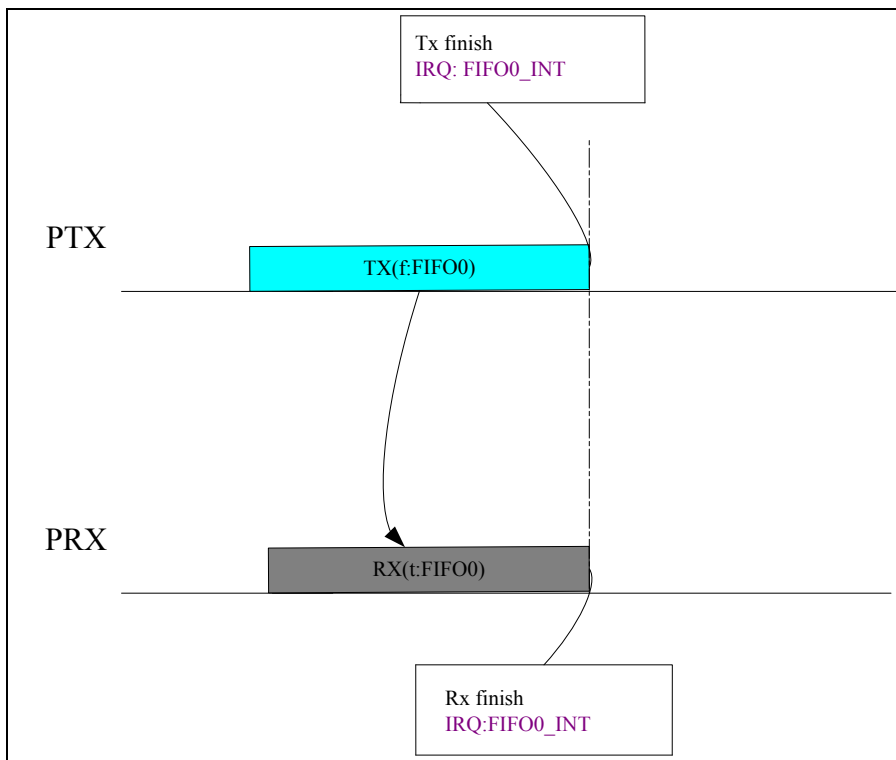 Tx finish
IRQ: FIFO0_INT
PTX
TX(f:FIFO0)
PRX
RX(t:FIFO0)
Rx finish
IRQ:FIFO0_INT